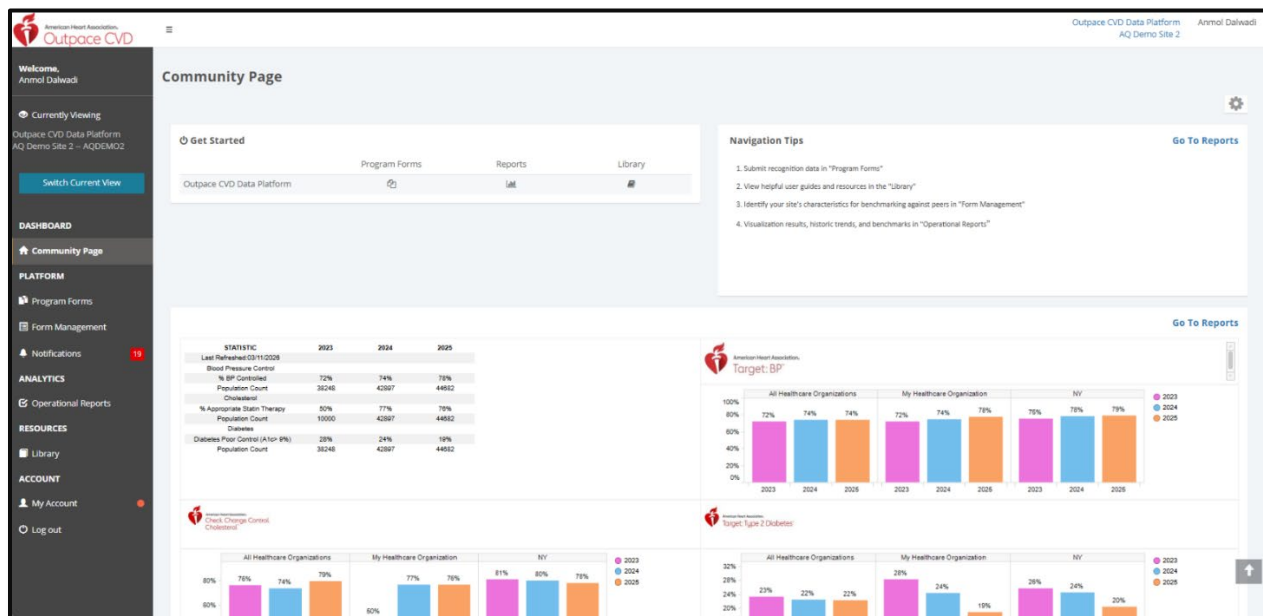 American Heart Association.
Outpace CVD
Outpace CVD Data Platform
AQ Demo Site 2
Anmol Dalwadi
Welcome,
Anmol Dalwadi
Currently Viewing
Outpace CVD Data Platform
AQ Demo Site 2 -- AQDEMO2
Switch Current View
DASHBOARD
Community Page
PLATFORM
Program Forms
Form Management
Notifications 19
ANALYTICS
Operational Reports
RESOURCES
Library
ACCOUNT
My Account
Log out
Community Page
Get Started
Program Forms Reports Library
Outpace CVD Data Platform
Navigation Tips Go To Reports
1. Submit recognition data in "Program Forms"
2. View helpful user guides and resources in the "Library"
3. Identify your site's characteristics for benchmarking against peers in "Form Management"
4. Visualization results, historic trends, and benchmarks in "Operational Reports"
Go To Reports
STATISTIC 2023 2024 2025
Last Refreshed:03/11/2026
Blood Pressure Control
% BP Controlled 72% 74% 78%
Population Count 38246 42897 44682
Cholesterol
% Appropriate Statin Therapy 60% 77% 76%
Population Count 10000 42897 44682
Diabetes
Diabetes Poor Control (A1c> 9%) 28% 24% 19%
Population Count 38246 42897 44682
American Heart Association.
Target: BP
All Healthcare Organizations My Healthcare Organization NY
100%
80%
60%
40%
20%
0%
72% 74% 74% 72% 74% 78% 76% 78% 79%
2023 2024 2025 2023 2024 2025 2023 2024 2025
2023
2024
2025
American Heart Association.
Check. Change. Control.
Cholesterol
All Healthcare Organizations My Healthcare Organization NY
80%
60%
76% 74% 79% 60% 77% 76% 81% 80% 78%
2023
2024
2025
American Heart Association.
Target: Type 2 Diabetes
All Healthcare Organizations My Healthcare Organization NY
32%
28%
24%
20%
23% 22% 22% 28% 24% 19% 26% 24% 20%
2023
2024
2025